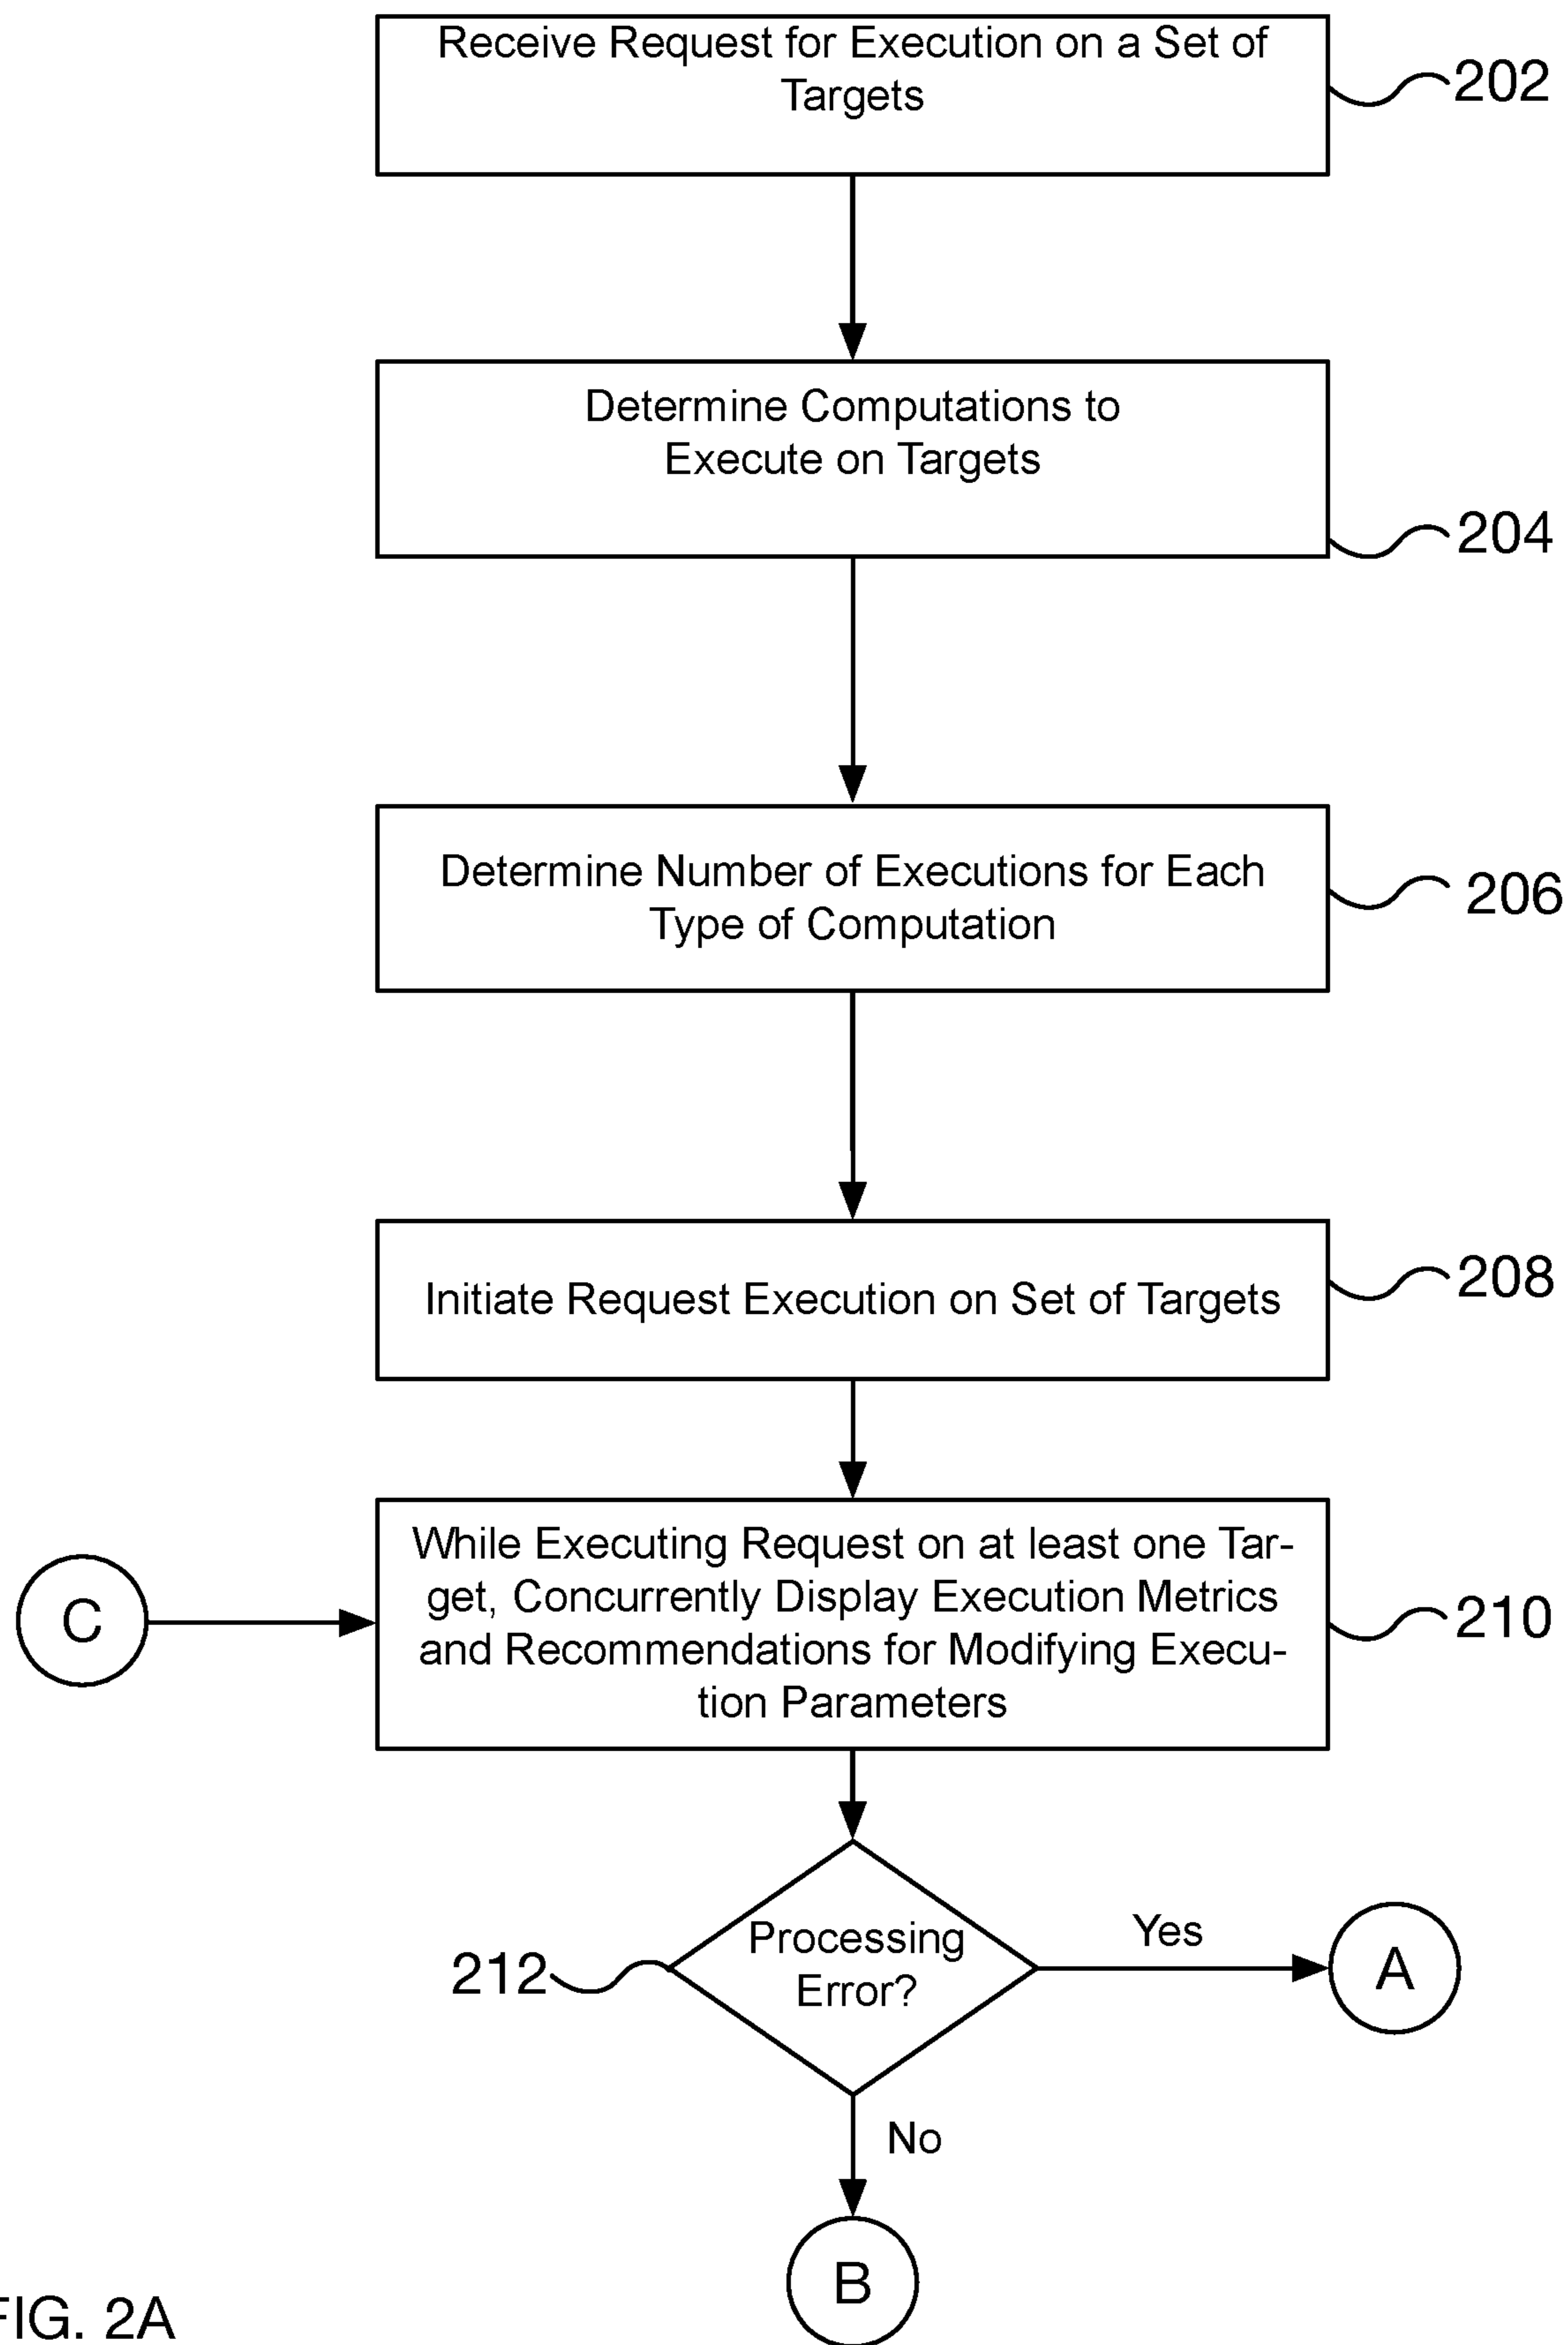 Receive Request for Execution on a Set of
Targets
202
Determine Computations to
Execute on Targets
204
Determine Number of Executions for Each
Type of Computation
206
Initiate Request Execution on Set of Targets
208
While Executing Request on at least one Tar-
get, Concurrently Display Execution Metrics
and Recommendations for Modifying Execu-
tion Parameters
C
210
Processing
Error?
212
Yes
A
No
B
FIG. 2A